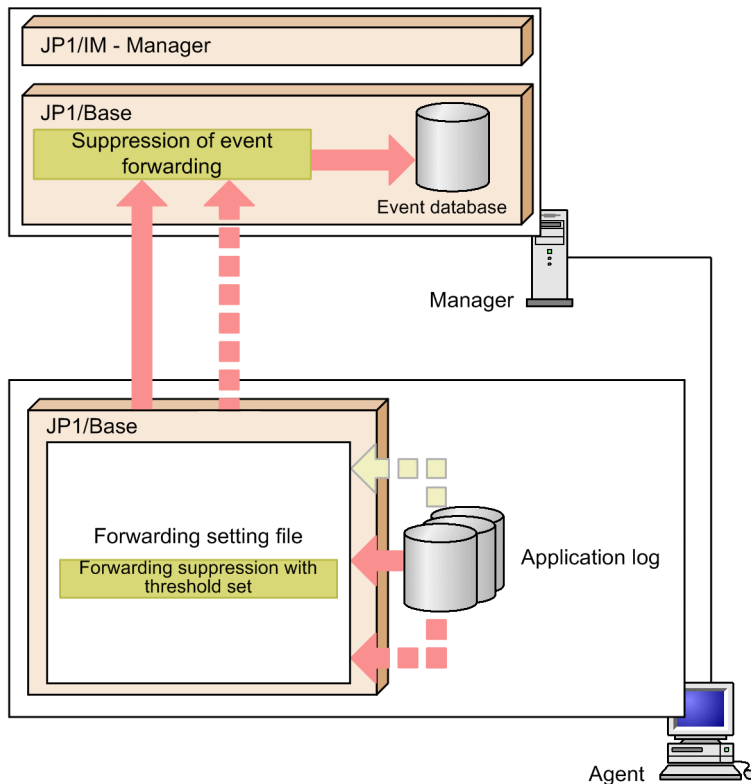 JP1/IM - Manager
JP1/Base
Suppression of event
forwarding
Event database
Manager
JP1/Base
Forwarding setting file
Forwarding suppression with
threshold set
Application log
Agent